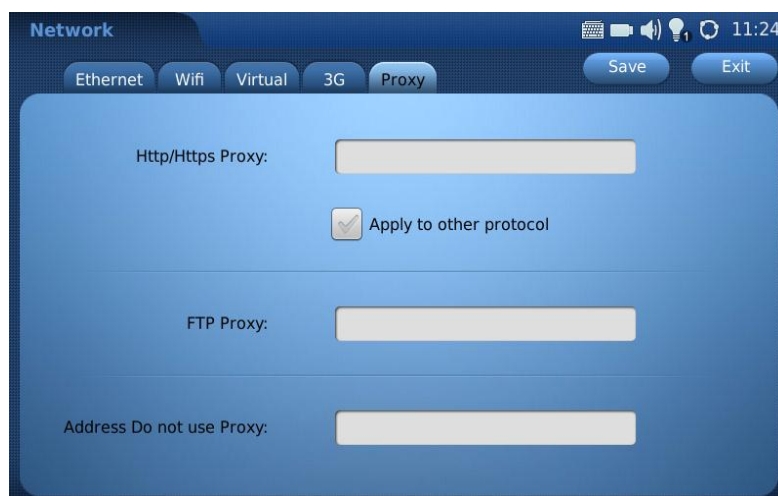 Network
1 11:24
Save Exit
Ethernet Wifi Virtual 3G Proxy
Http/Https Proxy:
Apply to other protocol
FTP Proxy:
Address Do not use Proxy: